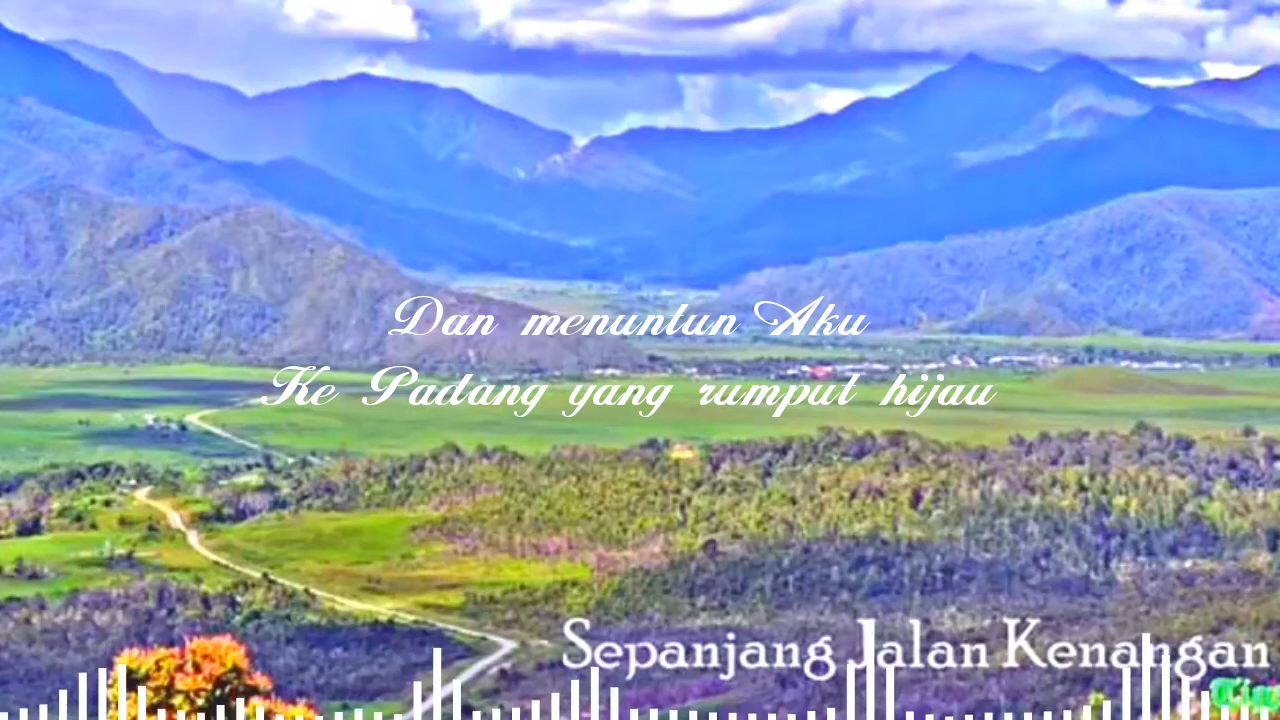 Dan menuntun Aku
Ke Padang yang rumput hijau
Sepanjang Jalan Kenangan